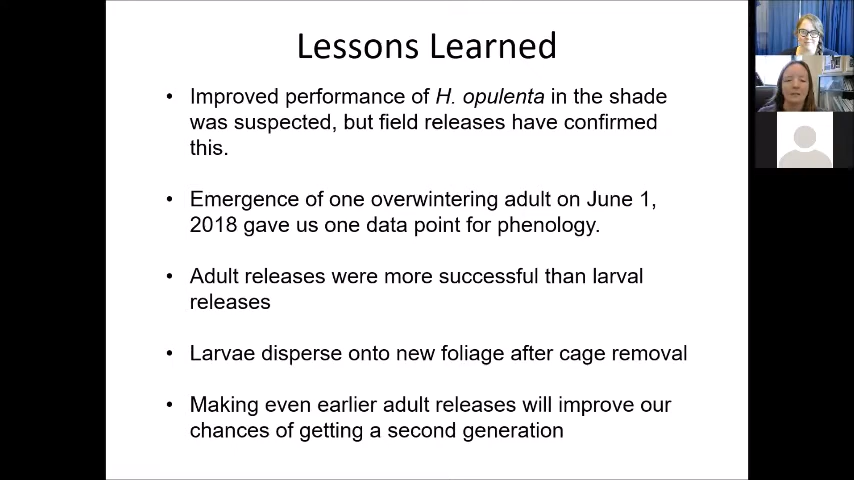 Lessons Learned
• Improved performance of H. opulenta in the shade
was suspected, but field releases have confirmed
this.
• Emergence of one overwintering adult on June 1,
2018 gave us one data point for phenology.
• Adult releases were more successful than larval
releases
• Larvae disperse onto new foliage after cage removal
• Making even earlier adult releases will improve our
chances of getting a second generation